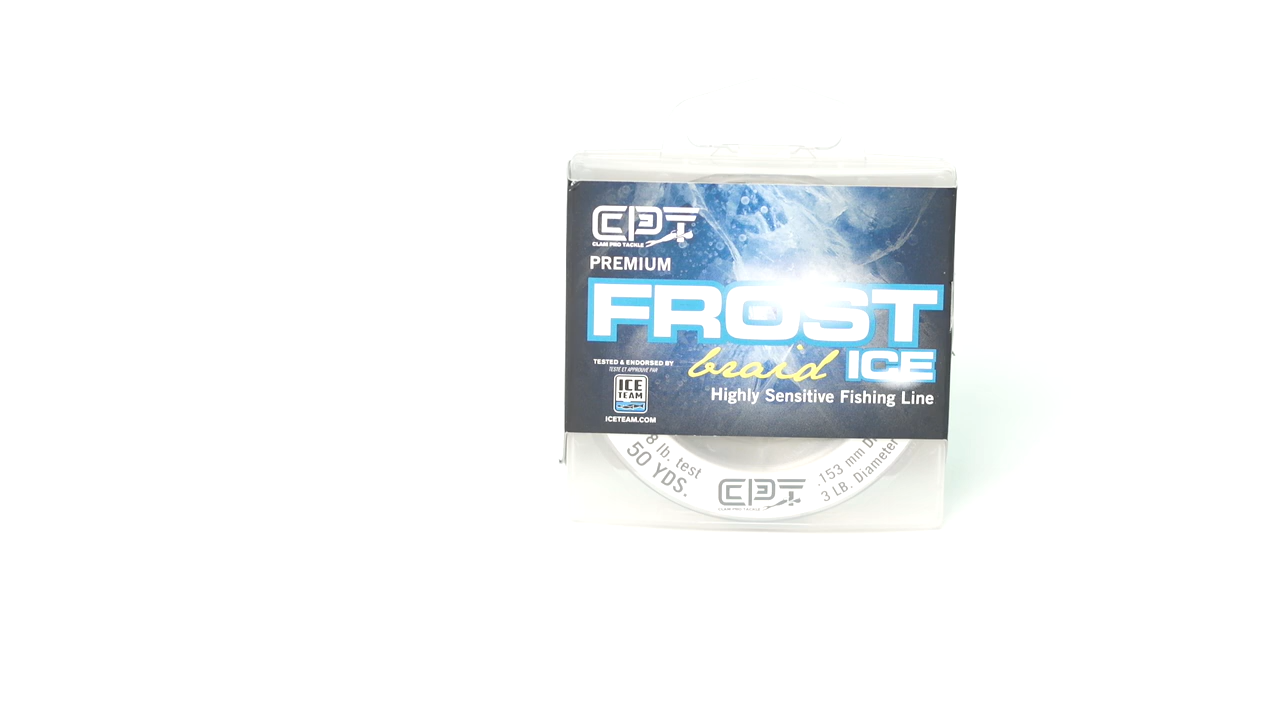 CPT
CLAM PRO TACKLE
PREMIUM
FROST
braid ICE
Highly Sensitive Fishing Line
TESTED & ENDORSED BY
TESTÉ ET APPROUVÉ PAR
ICE
TEAM
ICETEAM.COM
8 lb. test
50 YDS.
CPT
CLAM PRO TACKLE
.153 mm
3 LB. Diameter